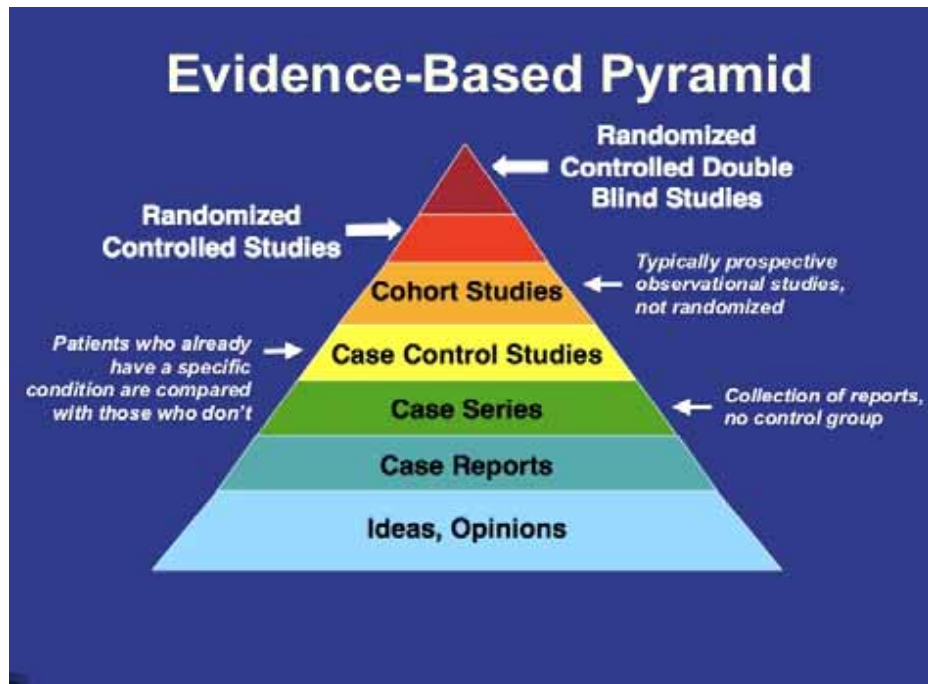 Evidence-Based Pyramid
Randomized
Controlled Double
Blind Studies
Randomized
Controlled Studies
Cohort Studies
Typically prospective
observational studies,
not randomized
Patients who already
have a specific
condition are compared
with those who don't
Case Control Studies
Case Series
Collection of reports,
no control group
Case Reports
Ideas, Opinions